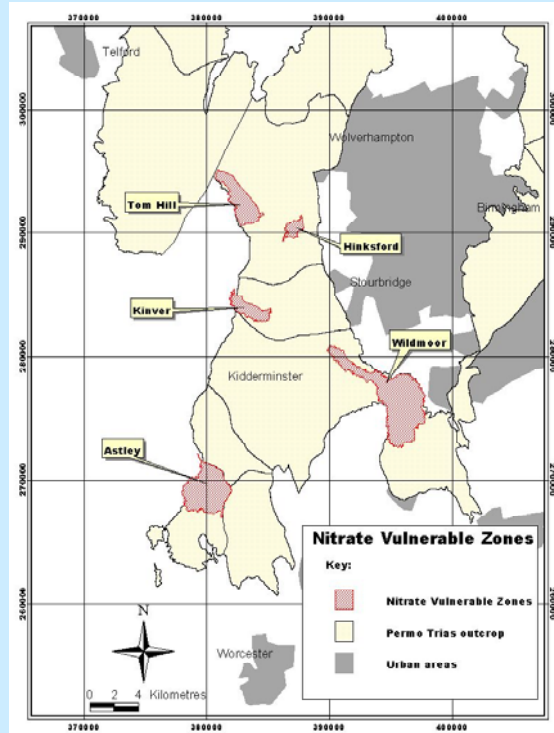 370000 380000 390000 400000
Telford
300000 300000
Wolverhampton
Tom Hill
Birmingham
290000 290000
Hinksford
Stourbridge
Kinver
Wildmoor
280000 280000
Kidderminster
Astley
270000 270000
Nitrate Vulnerable Zones
Key:
Nitrate Vulnerable Zones
260000 260000
Permo Trias outcrop
N
Worcester
Urban areas
0 2 4 Kilometres
370000 380000 390000 400000